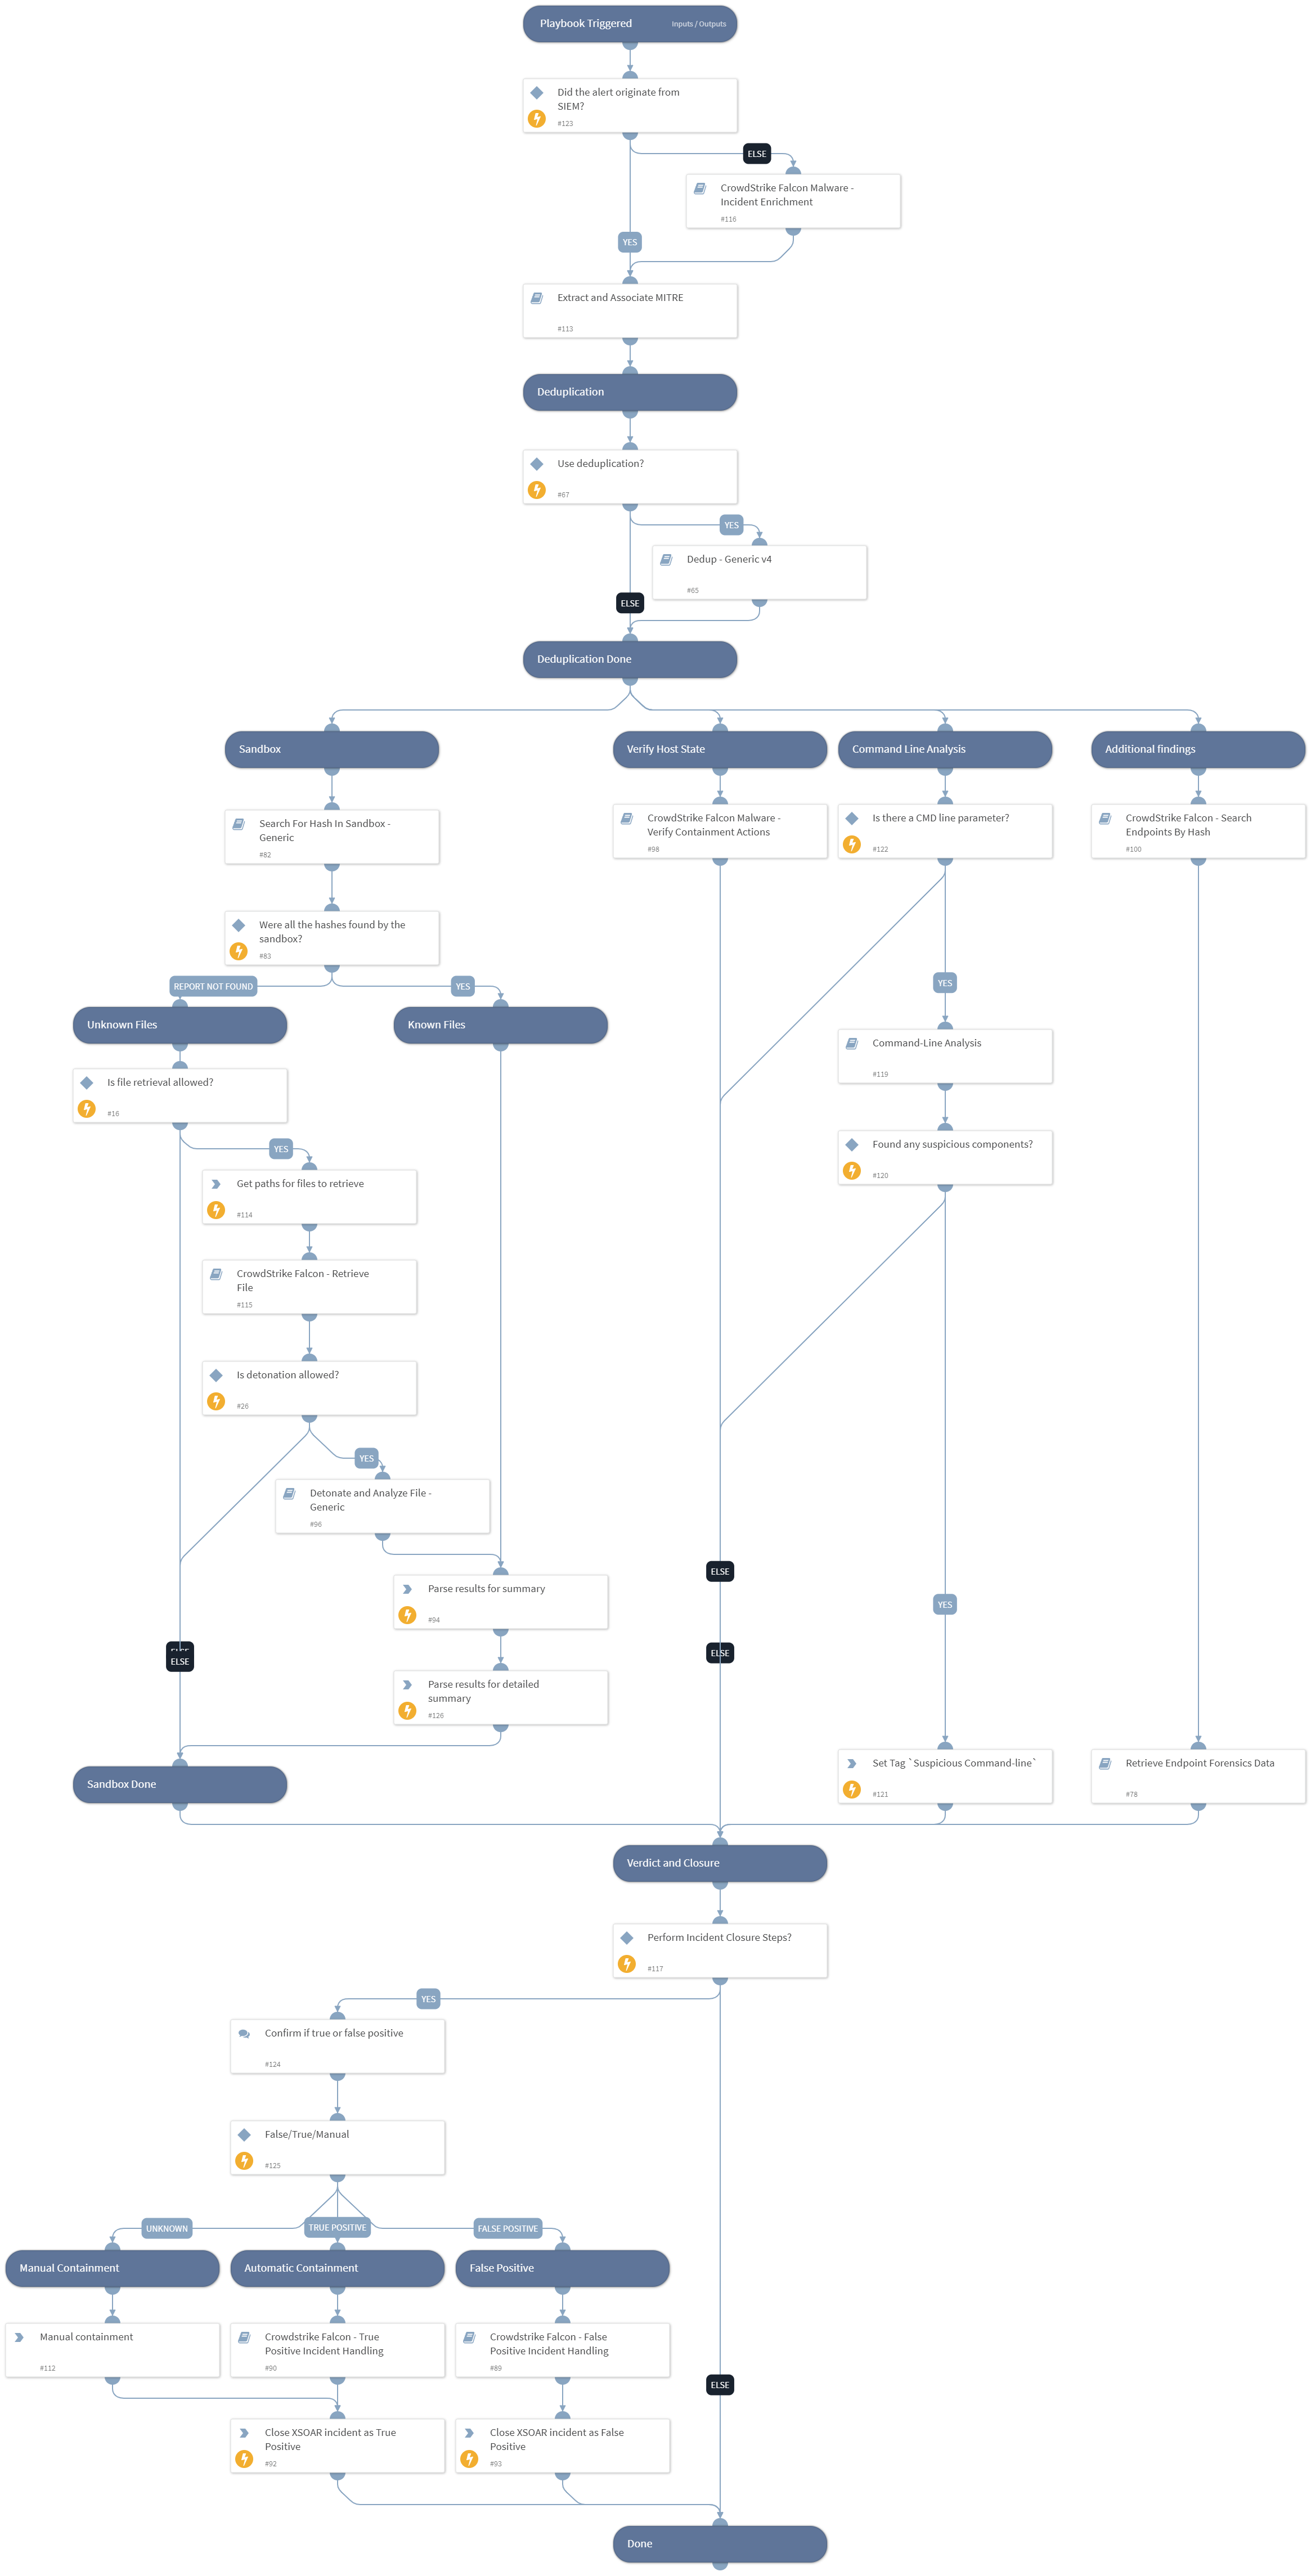 Playbook Triggered
Inputs / Outputs
Did the alert originate from
SIEM?
#123
ELSE
CrowdStrike Falcon Malware -
Incident Enrichment
#116
YES
Extract and Associate MITRE
#113
Deduplication
Use deduplication?
#67
YES
Dedup - Generic v4
#65
ELSE
Deduplication Done
Sandbox
Verify Host State
Command Line Analysis
Additional findings
Search For Hash In Sandbox -
Generic
#82
CrowdStrike Falcon Malware -
Verify Containment Actions
#98
Is there a CMD line parameter?
#122
CrowdStrike Falcon - Search
Endpoints By Hash
#100
Were all the hashes found by the
sandbox?
#83
REPORT NOT FOUND
YES
YES
Unknown Files
Known Files
Command-Line Analysis
#119
Is file retrieval allowed?
#16
YES
Found any suspicious components?
#120
Get paths for files to retrieve
#114
CrowdStrike Falcon - Retrieve
File
#115
Is detonation allowed?
#26
YES
Detonate and Analyze File -
Generic
#96
ELSE
Parse results for summary
#94
YES
ELSE
ELSE
ELSE
Parse results for detailed
summary
#126
Sandbox Done
Set Tag `Suspicious Command-line`
#121
Retrieve Endpoint Forensics Data
#78
Verdict and Closure
Perform Incident Closure Steps?
#117
YES
Confirm if true or false positive
#124
False/True/Manual
#125
UNKNOWN
TRUE POSITIVE
FALSE POSITIVE
Manual Containment
Automatic Containment
False Positive
Manual containment
#112
Crowdstrike Falcon - True
Positive Incident Handling
#90
Crowdstrike Falcon - False
Positive Incident Handling
#89
ELSE
Close XSOAR incident as True
Positive
#92
Close XSOAR incident as False
Positive
#93
Done